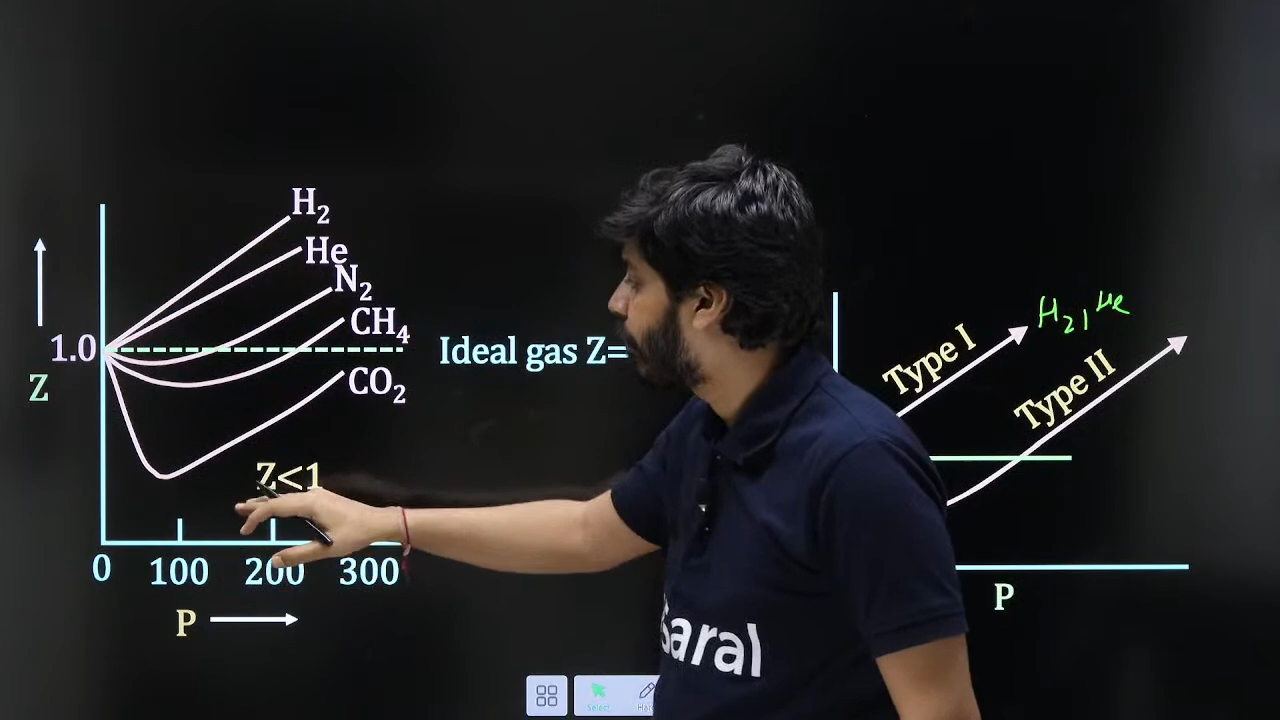 H₂
He
N₂
CH₄
1.0
Z
Ideal gas Z=
CO₂
Z<1
0 100 200 300
P
Type I
H₂, He
Type II
P
Saral
Select